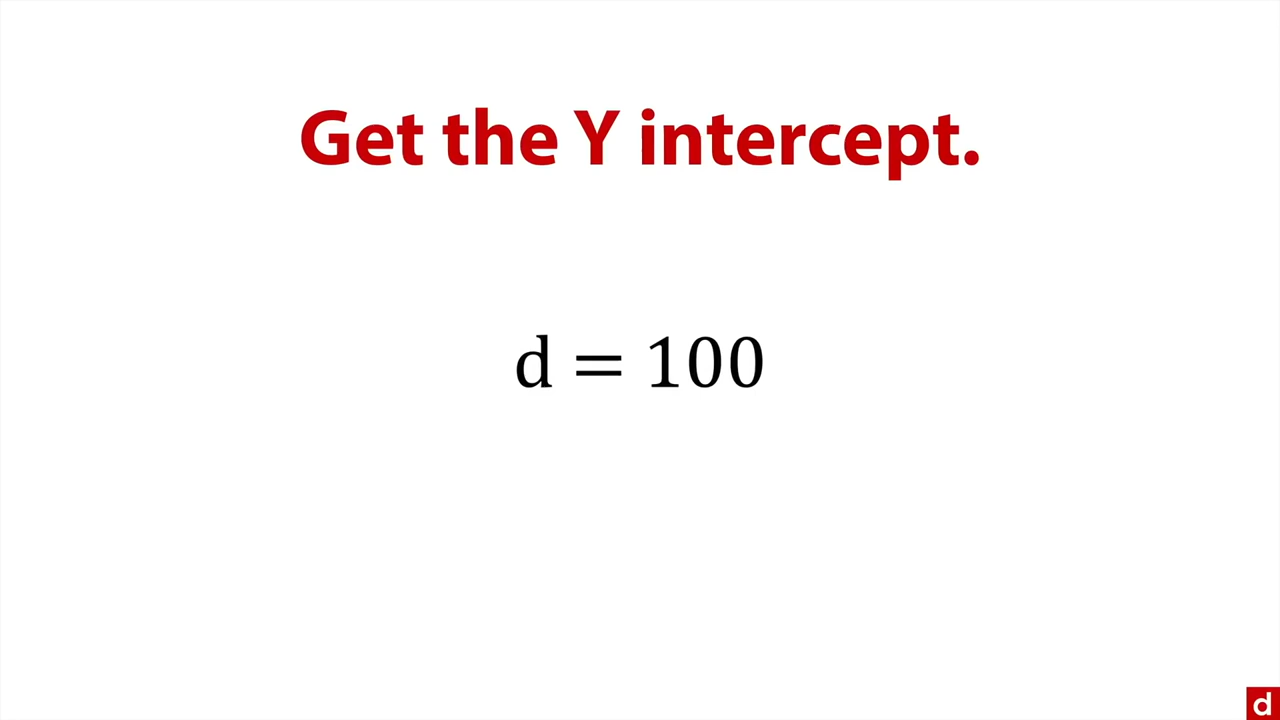 Get the Y intercept.
d = 100
d